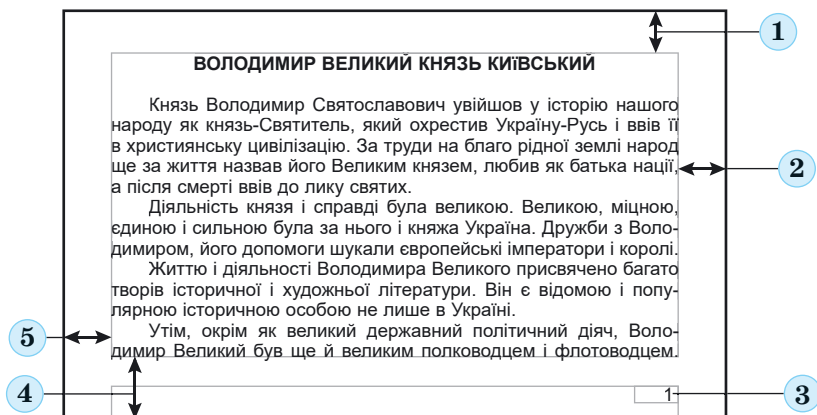 1
ВОЛОДИМИР ВЕЛИКИЙ КНЯЗЬ КИЇВСЬКИЙ
Князь Володимир Святославович увійшов у історію нашого
народу як князь-Святитель, який охрестив Україну-Русь і ввів її
в християнську цивілізацію. За труди на благо рідної землі народ
ще за життя назвав його Великим князем, любив як батька нації,
а після смерті ввів до лику святих.
2
Діяльність князя і справді була великою. Великою, міцною,
єдиною і сильною була за нього і княжа Україна. Дружби з Воло-
димиром, його допомоги шукали європейські імператори і королі.
Життю і діяльності Володимира Великого присвячено багато
творів історичної і художньої літератури. Він є відомою і попу-
лярною історичною особою не лише в Україні.
Утім, окрім як великий державний політичний діяч, Воло-
димир Великий був ще й великим полководцем і флотоводцем.
5
4
1
3